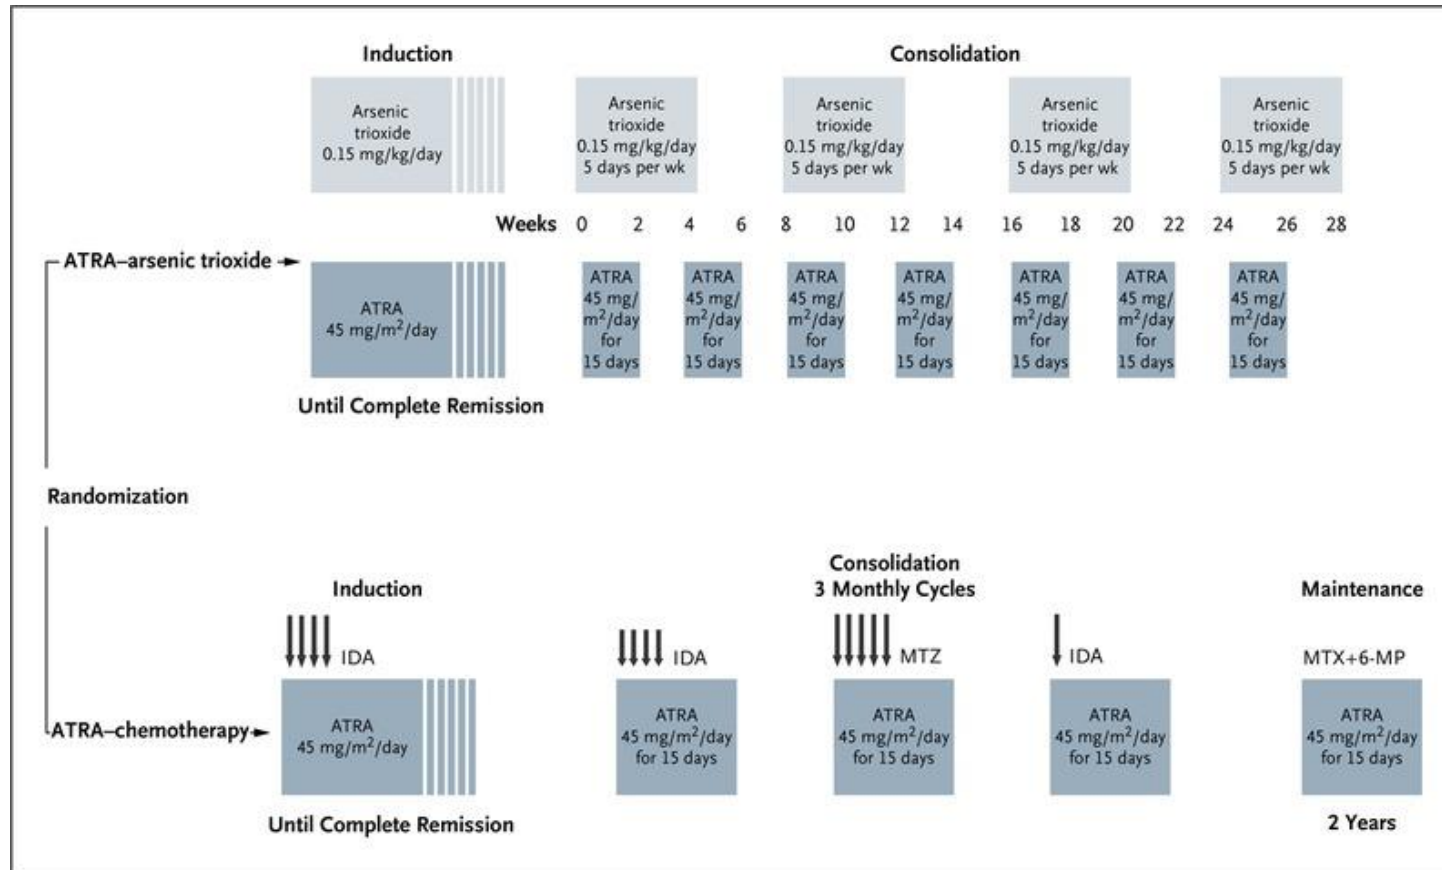 Induction
Consolidation
Arsenic
trioxide
0.15 mg/kg/day
Arsenic
trioxide
0.15 mg/kg/day
5 days per wk
Arsenic
trioxide
0.15 mg/kg/day
5 days per wk
Arsenic
trioxide
0.15 mg/kg/day
5 days per wk
Arsenic
trioxide
0.15 mg/kg/day
5 days per wk
Weeks 0 2 4 6 8 10 12 14 16 18 20 22 24 26 28
ATRA–arsenic trioxide
ATRA
45 mg/m²/day
ATRA
45 mg/
m²/day
for
15 days
ATRA
45 mg/
m²/day
for
15 days
ATRA
45 mg/
m²/day
for
15 days
ATRA
45 mg/
m²/day
for
15 days
ATRA
45 mg/
m²/day
for
15 days
ATRA
45 mg/
m²/day
for
15 days
ATRA
45 mg/
m²/day
for
15 days
Until Complete Remission
Randomization
Induction
Consolidation
3 Monthly Cycles
Maintenance
IDA
IDA
MTZ
IDA
MTX+6-MP
ATRA–chemotherapy
ATRA
45 mg/m²/day
ATRA
45 mg/m²/day
for 15 days
ATRA
45 mg/m²/day
for 15 days
ATRA
45 mg/m²/day
for 15 days
ATRA
45 mg/m²/day
for 15 days
Until Complete Remission
2 Years